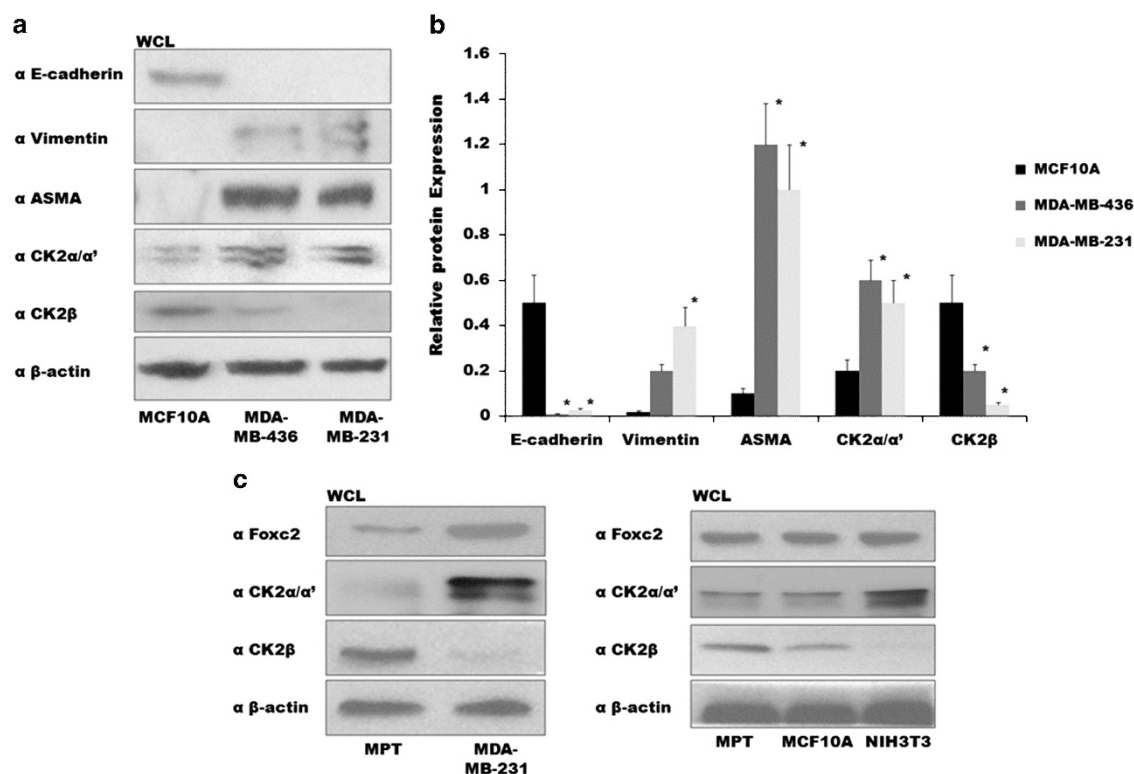 a
WCL
α E-cadherin
α Vimentin
α ASMA
α CK2α/α'
α CK2β
α β-actin
MCF10A
MDA-
MB-436
MDA-
MB-231
b
Relative protein Expression
1.6
1.4
1.2
1
0.8
0.6
0.4
0.2
0
*
*
*
*
*
*
*
*
*
E-cadherin
Vimentin
ASMA
CK2α/α'
CK2β
MCF10A
MDA-MB-436
MDA-MB-231
c
WCL
α Foxc2
α CK2α/α'
α CK2β
α β-actin
MPT
MDA-
MB-231
WCL
α Foxc2
α CK2α/α'
α CK2β
α β-actin
MPT
MCF10A
NIH3T3